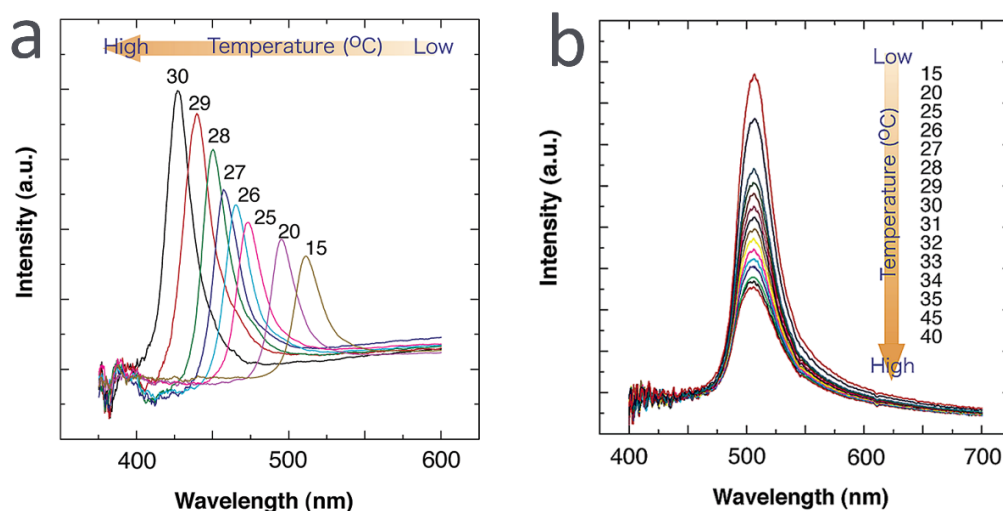 a
High Temperature (°C) Low
30
29
28
27
26
25
20
15
Intensity (a.u.)
400 450 500 550 600
Wavelength (nm)
b
Low
15
20
25
26
27
28
29
30
31
32
33
34
35
45
40
Temperature (°C)
High
Intensity (a.u.)
400 500 600 700
Wavelength (nm)